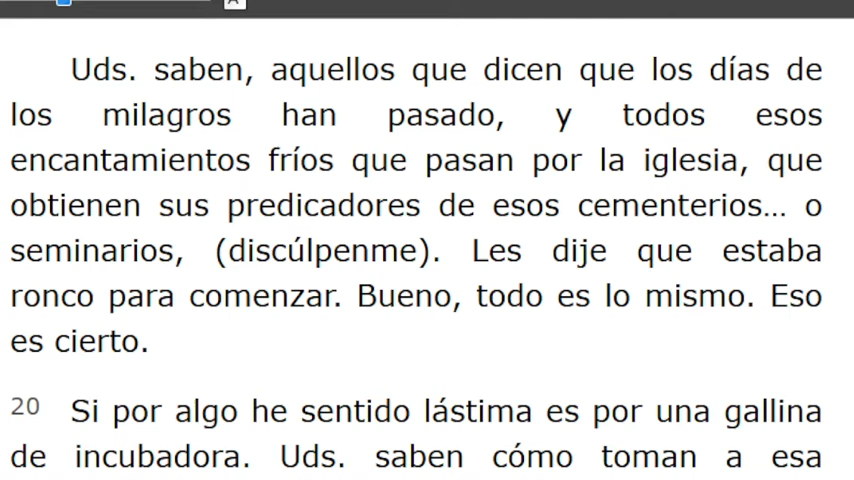 Uds. saben, aquellos que dicen que los días de
los milagros han pasado, y todos esos
encantamientos fríos que pasan por la iglesia, que
obtienen sus predicadores de esos cementerios... o
seminarios, (discúlpenme). Les dije que estaba
ronco para comenzar. Bueno, todo es lo mismo. Eso
es cierto.
20 Si por algo he sentido lástima es por una gallina
de incubadora. Uds. saben cómo toman a esa